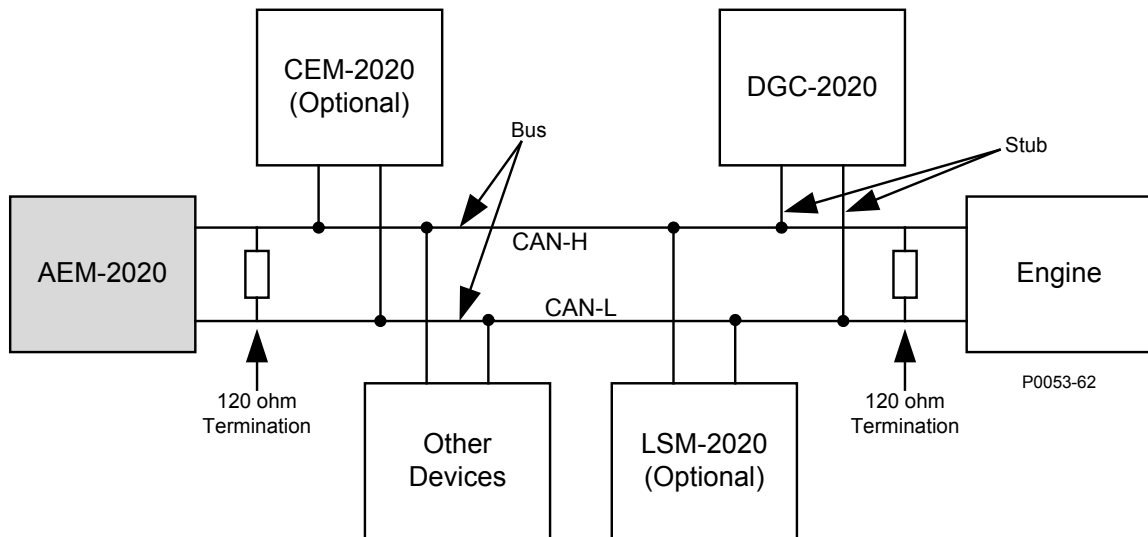 CEM-2020
(Optional)
DGC-2020
Bus
Stub
AEM-2020
CAN-H
Engine
CAN-L
P0053-62
120 ohm
Termination
Other
Devices
LSM-2020
(Optional)
120 ohm
Termination